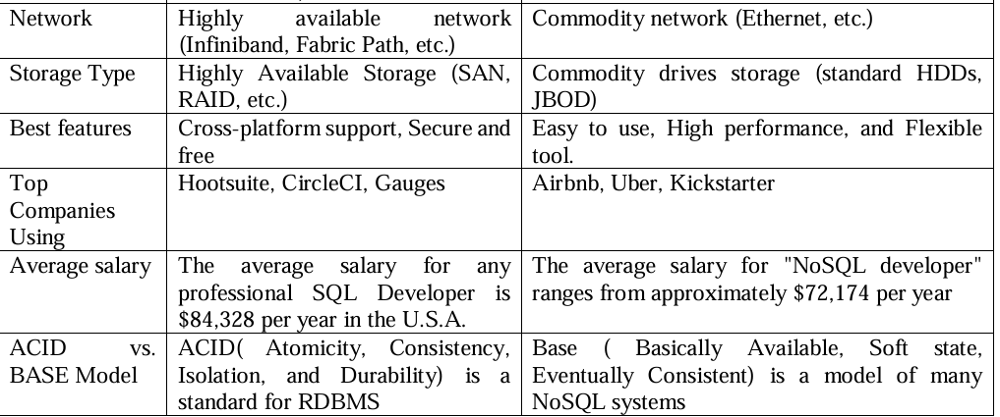 Network
Highly available network
(Infiniband, Fabric Path, etc.)
Commodity network (Ethernet, etc.)
Storage Type
Highly Available Storage (SAN,
RAID, etc.)
Commodity drives storage (standard HDDs,
JBOD)
Best features
Cross-platform support, Secure and
free
Easy to use, High performance, and Flexible
tool.
Top
Companies
Using
Hootsuite, CircleCI, Gauges
Airbnb, Uber, Kickstarter
Average salary
The average salary for any
professional SQL Developer is
$84,328 per year in the U.S.A.
The average salary for "NoSQL developer"
ranges from approximately $72,174 per year
ACID vs.
BASE Model
ACID( Atomicity, Consistency,
Isolation, and Durability) is a
standard for RDBMS
Base ( Basically Available, Soft state,
Eventually Consistent) is a model of many
NoSQL systems